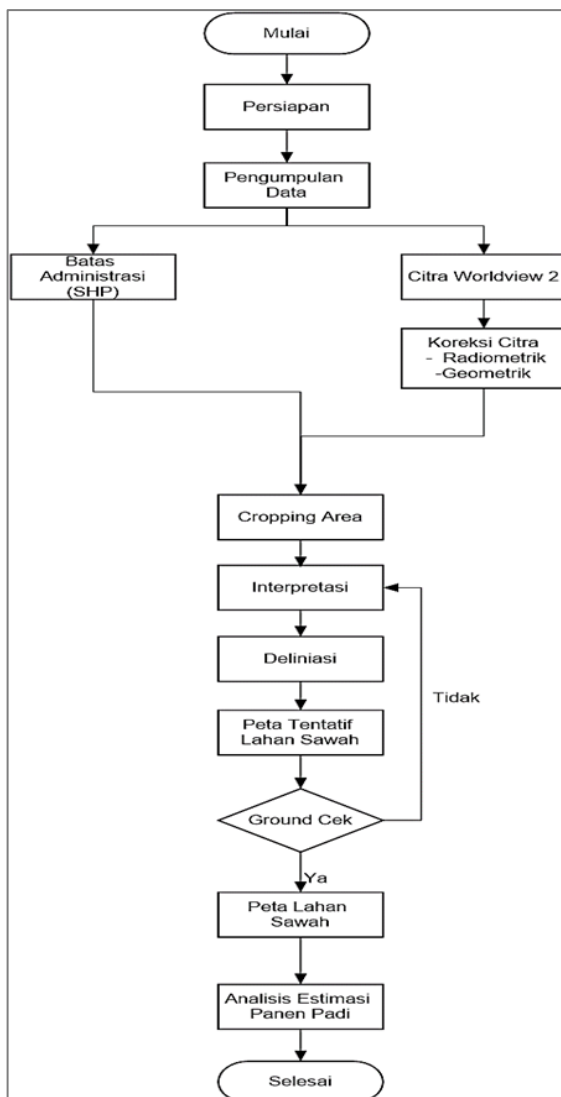 Mulai
Persiapan
Pengumpulan
Data
Batas
Administrasi
(SHP)
Citra Worldview 2
Koreksi Citra
- Radiometrik
-Geometrik
Cropping Area
Interpretasi
Deliniasi
Tidak
Peta Tentatif
Lahan Sawah
Ground Cek
Ya
Peta Lahan
Sawah
Analisis Estimasi
Panen Padi
Selesai